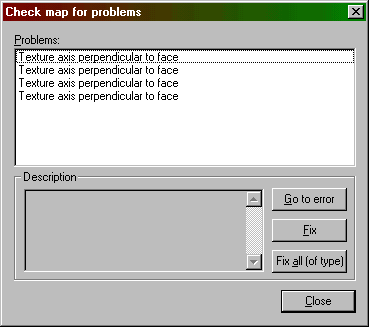 Check map for problems
Problems:
Texture axis perpendicular to face
Texture axis perpendicular to face
Texture axis perpendicular to face
Texture axis perpendicular to face
Description
Go to error
Fix
Fix all (of type)
Close